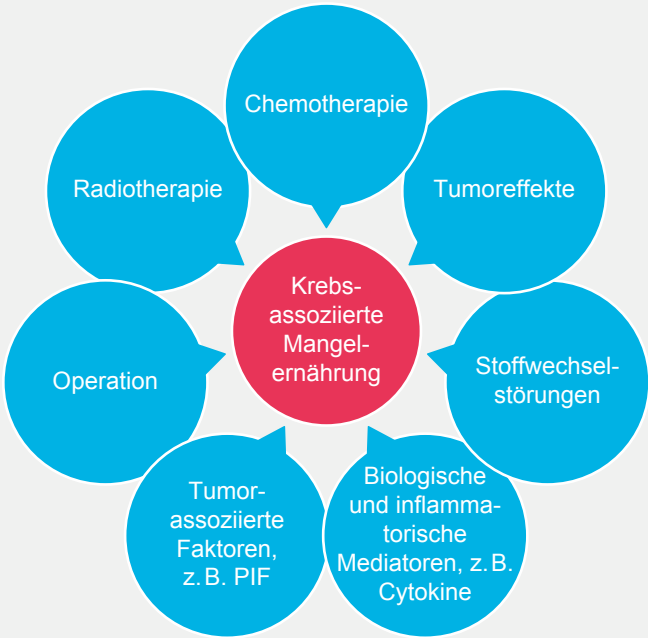 Chemotherapie
Radiotherapie
Tumoreffekte
Krebs-
assoziierte
Mangel-
ernährung
Operation
Stoffwechsel-
störungen
Tumor-
assoziierte
Faktoren,
z. B. PIF
Biologische
und inflamma-
torische
Mediatoren, z. B.
Cytokine